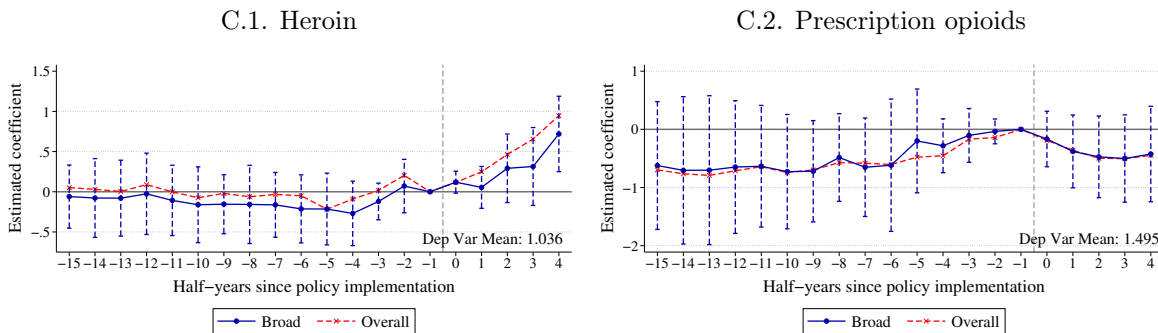 C.1. Heroin
1.5
1
.5
0
-.5
Estimated coefficient
Dep Var Mean: 1.036
−15 −14 −13 −12 −11 −10 −9 −8 −7 −6 −5 −4 −3 −2 −1 0 1 2 3 4
Half−years since policy implementation
Broad Overall
C.2. Prescription opioids
1
0
−1
−2
Estimated coefficient
Dep Var Mean: 1.495
−15 −14 −13 −12 −11 −10 −9 −8 −7 −6 −5 −4 −3 −2 −1 0 1 2 3 4
Half−years since policy implementation
Broad Overall